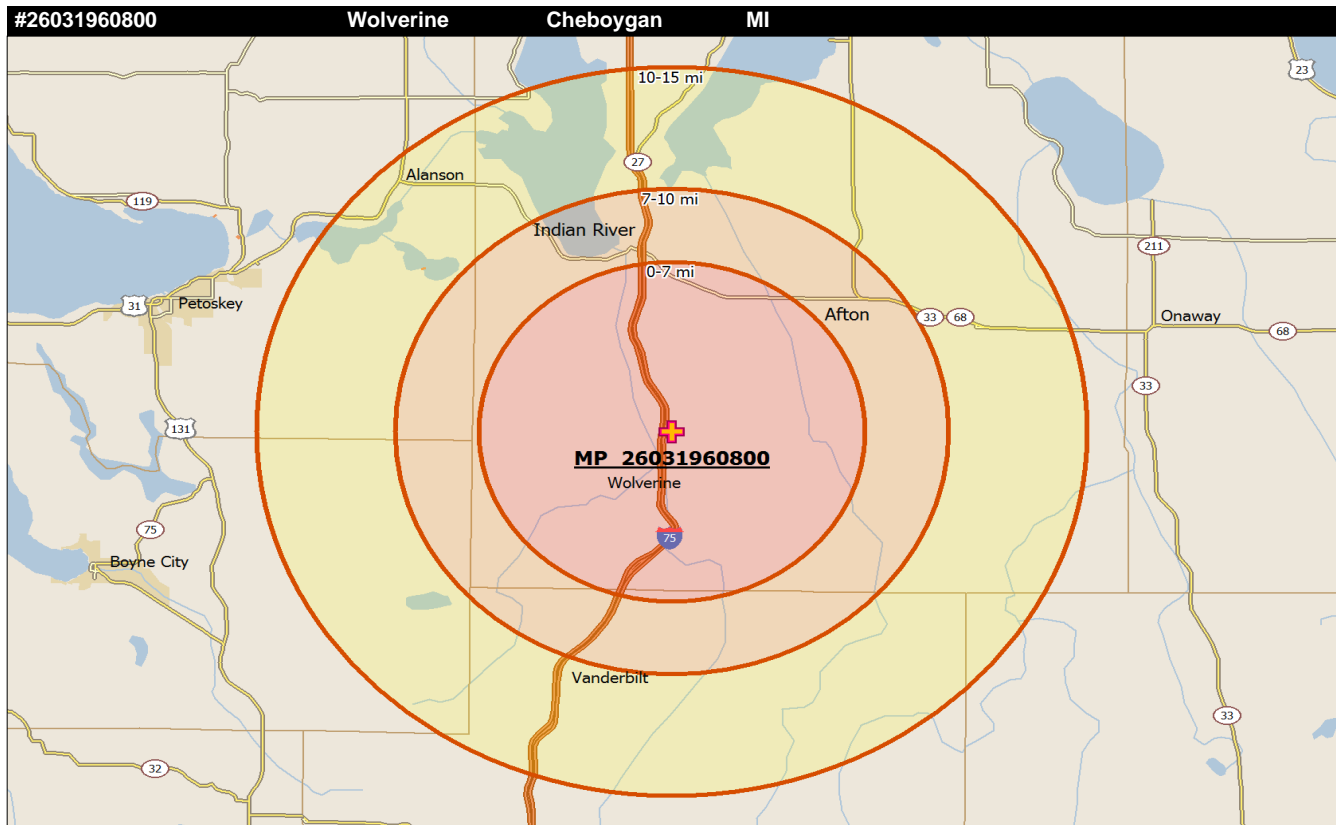 #26031960800 Wolverine Cheboygan MI
10-15 mi
23
27
Alanson
119
7-10 mi
Indian River
211
0-7 mi
31
Petoskey
Afton
33
68
Onaway
68
33
131
MP 26031960800
Wolverine
75
75
Boyne City
Vanderbilt
33
32